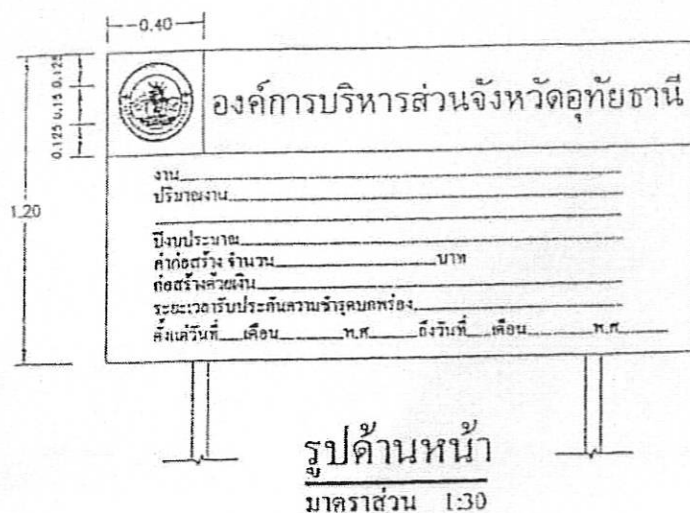 0.40
องค์การบริหารส่วนจังหวัดอุทัยธานี
0.125 0.15 0.125
1.20
งาน
ปริมาณงาน
ปีงบประมาณ
ค่าก่อสร้าง จำนวน บาท
ก่อสร้างด้วยเงิน
ระยะเวลารับประกันความชำรุดบกพร่อง
ตั้งแต่วันที่ เดือน พ.ศ. ถึงวันที่ เดือน พ.ศ.
รูปด้านหน้า
มาตราส่วน 1:30